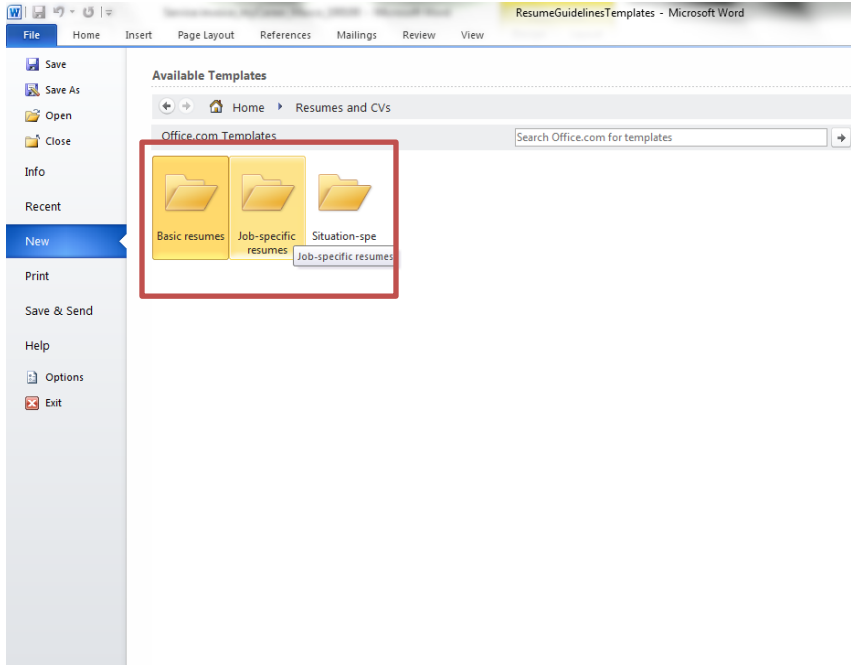 W ResumeGuidelinesTemplates - Microsoft Word
File Home Insert Page Layout References Mailings Review View
Save
Save As
Open
Close
Info
Recent
New
Print
Save & Send
Help
Options
Exit
Available Templates
Home Resumes and CVs
Office.com Templates Search Office.com for templates
Basic resumes
Job-specific
resumes
Situation-spe
Job-specific resumes